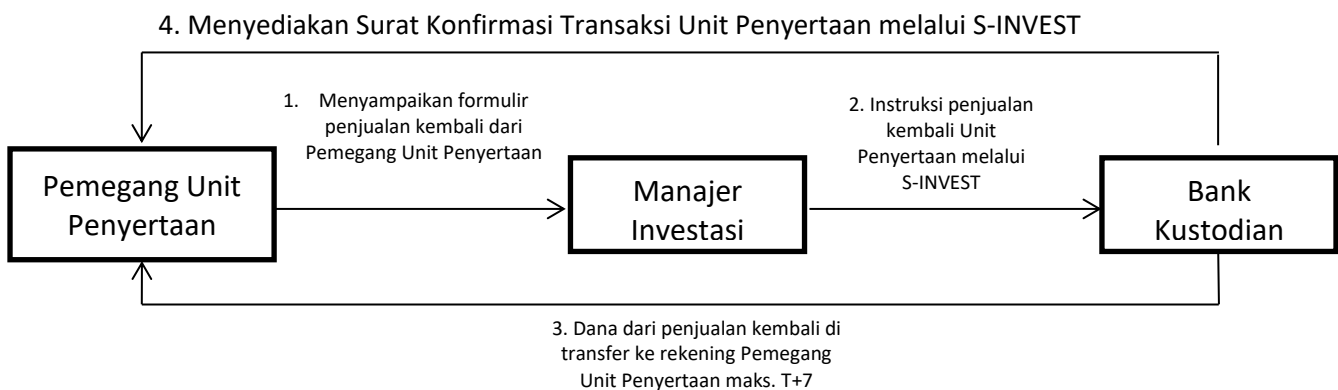 4. Menyediakan Surat Konfirmasi Transaksi Unit Penyertaan melalui S-INVEST
1. Menyampaikan formulir
penjualan kembali dari
Pemegang Unit Penyertaan
2. Instruksi penjualan
kembali Unit
Penyertaan melalui
S-INVEST
Pemegang Unit
Penyertaan
Manajer
Investasi
Bank
Kustodian
3. Dana dari penjualan kembali di
transfer ke rekening Pemegang
Unit Penyertaan maks. T+7